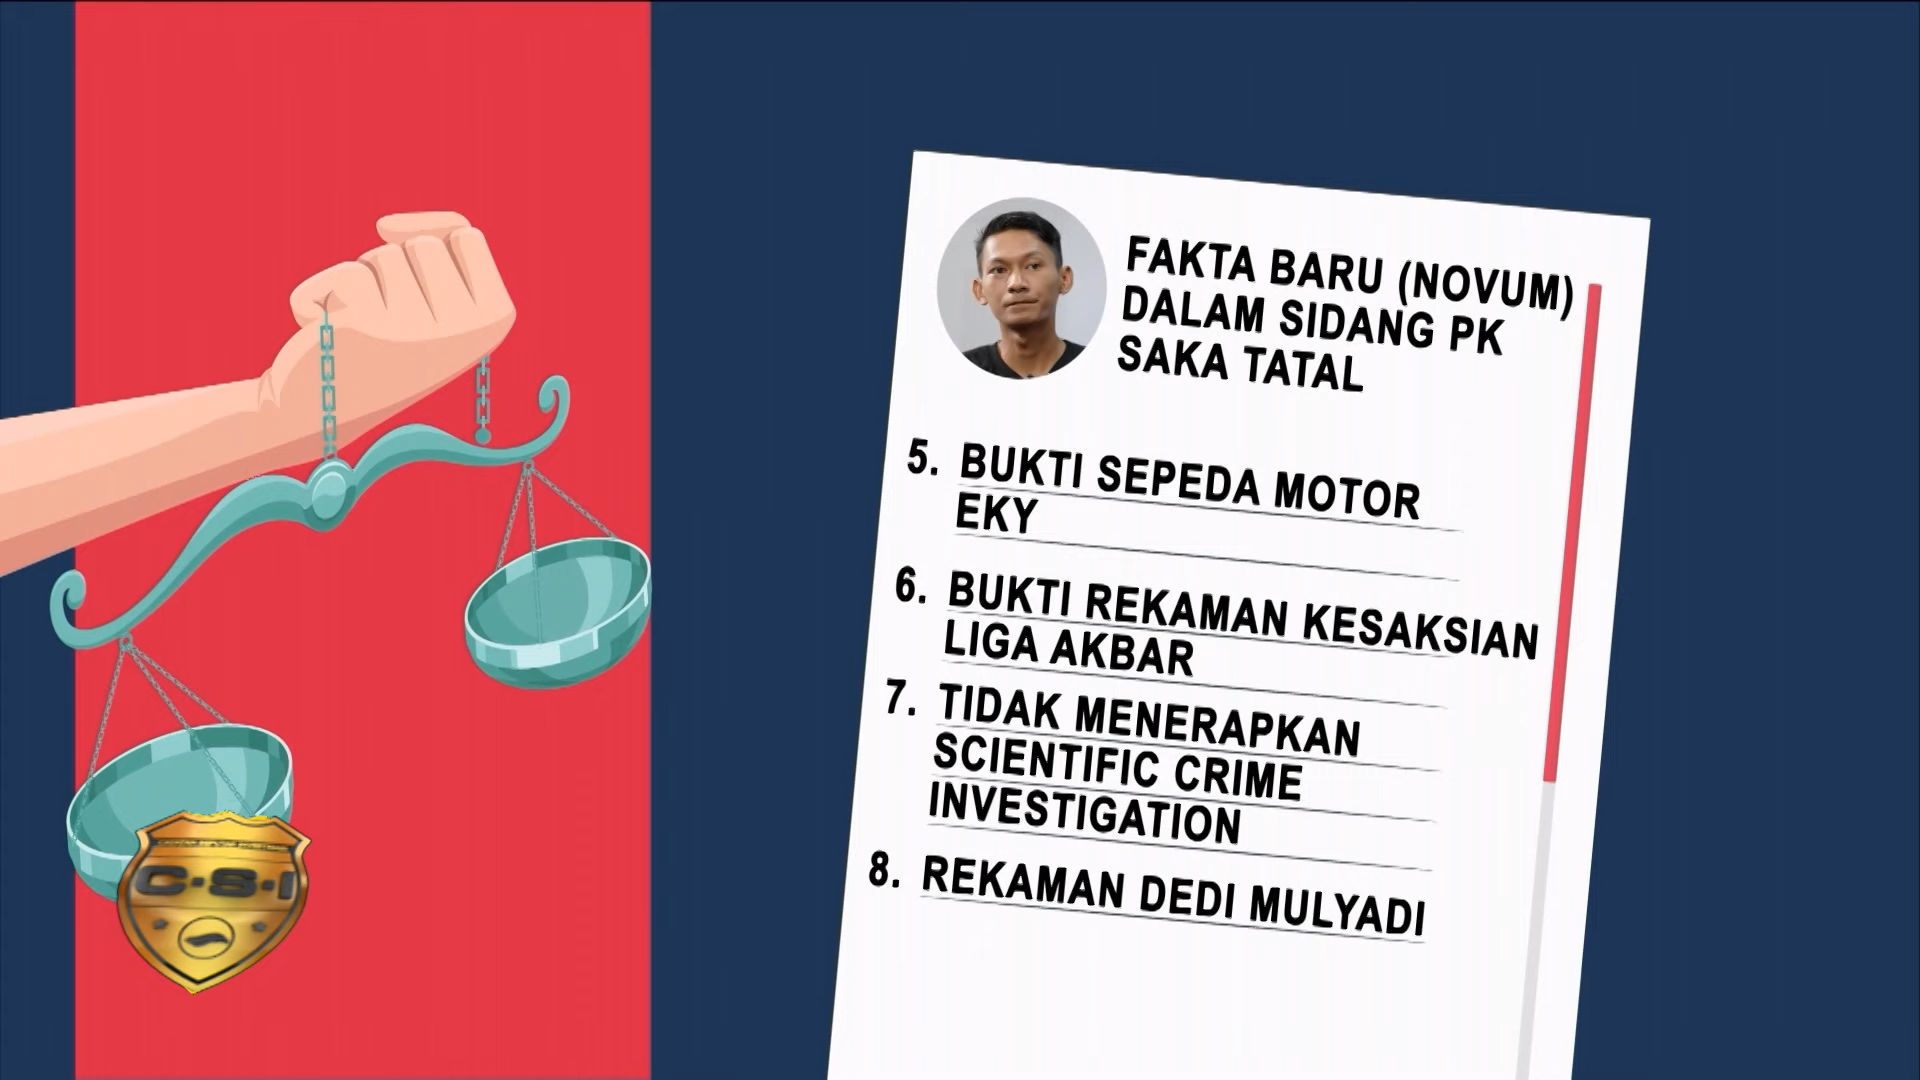 FAKTA BARU (NOVUM)
DALAM SIDANG PK
SAKA TATAL
5. BUKTI SEPEDA MOTOR
EKY
6. BUKTI REKAMAN KESAKSIAN
LIGA AKBAR
7. TIDAK MENERAPKAN
SCIENTIFIC CRIME
INVESTIGATION
8. REKAMAN DEDI MULYADI
C·S·I